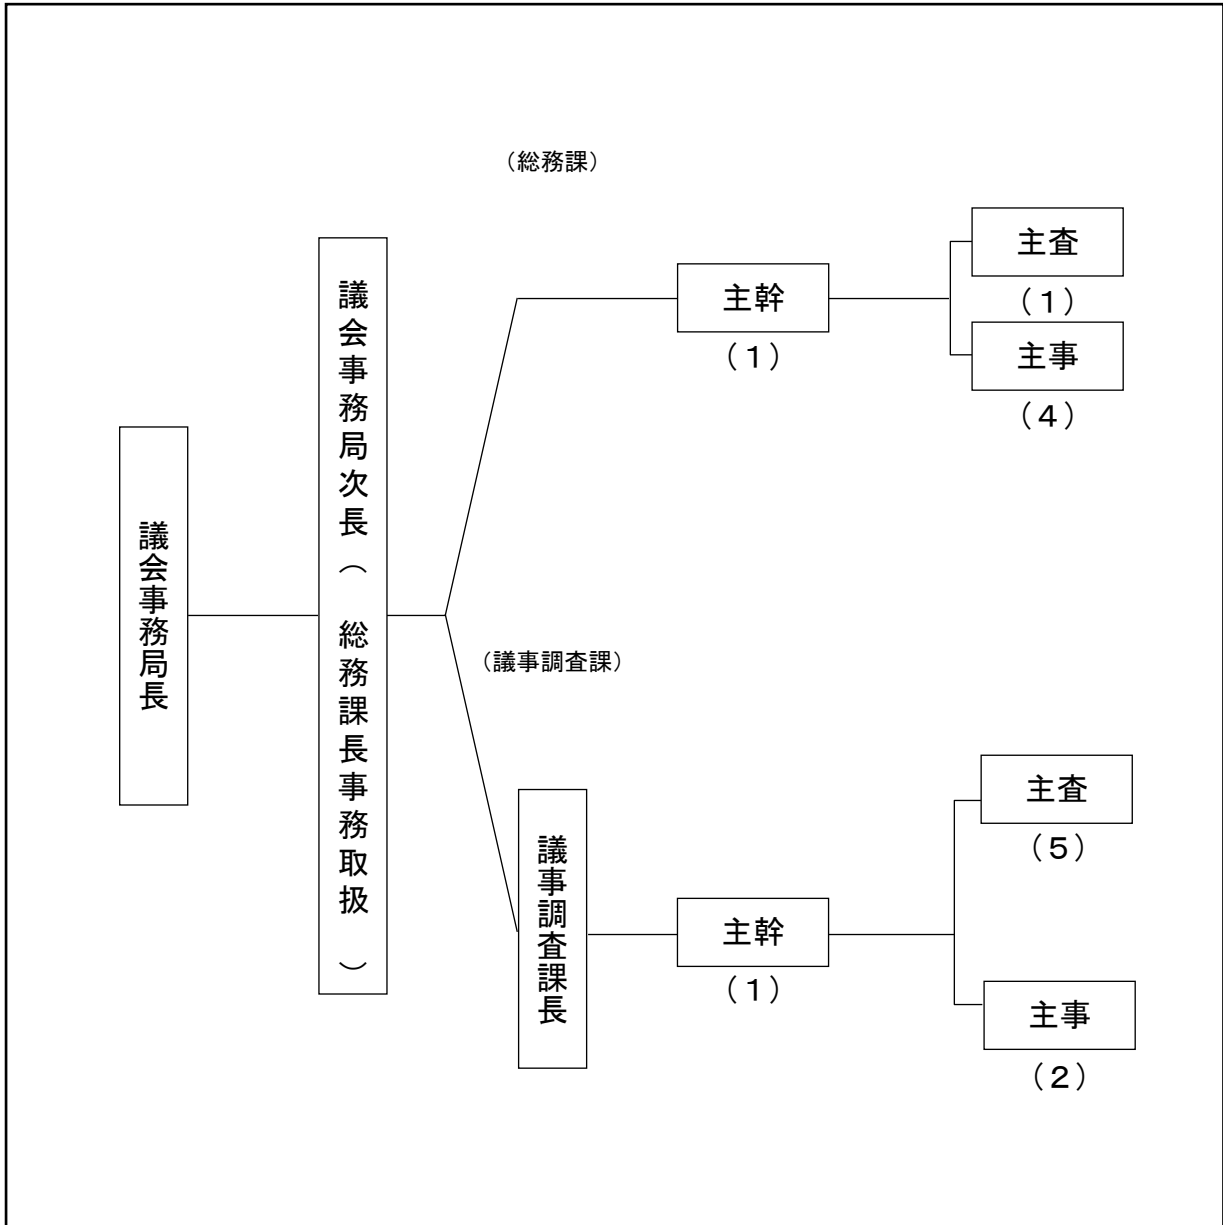 議会事務局長
議会事務局次長（ 総務課長事務取扱 ）
（総務課）
主幹
（１）
主査
（１）
主事
（４）
（議事調査課）
議事調査課長
主幹
（１）
主査
（５）
主事
（２）